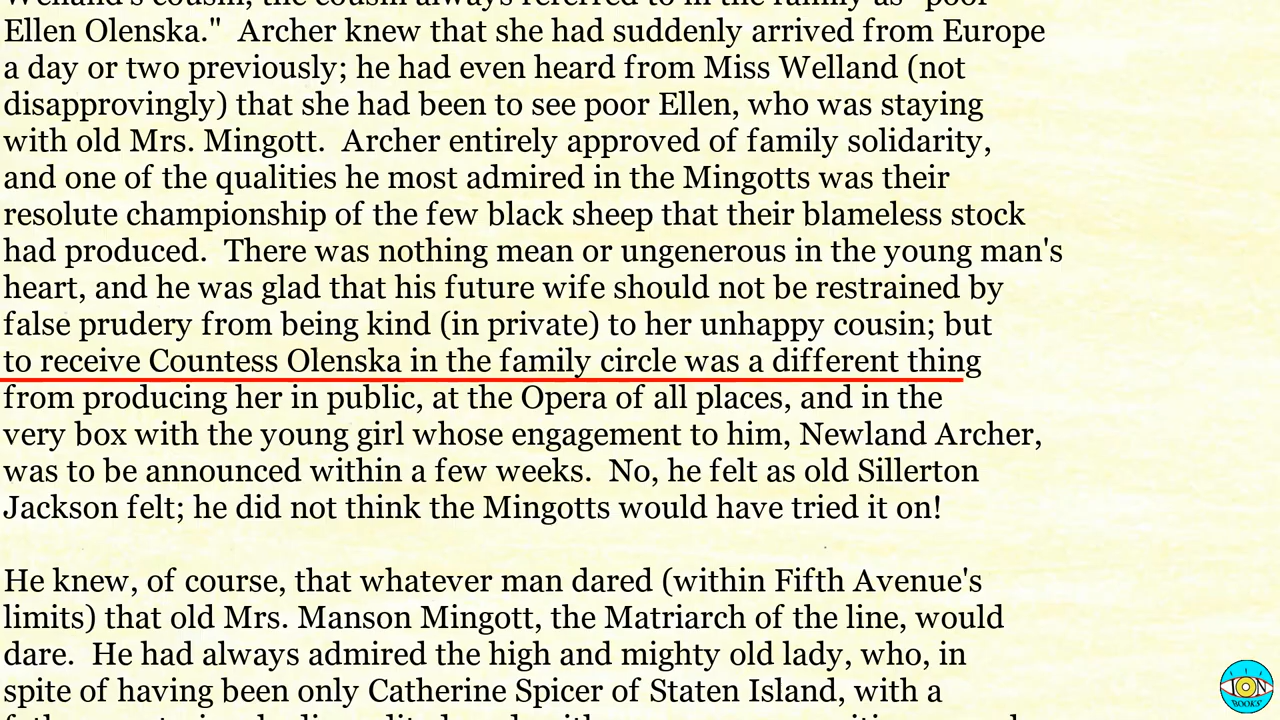 Ellen Olenska."  Archer knew that she had suddenly arrived from Europe
a day or two previously; he had even heard from Miss Welland (not
disapprovingly) that she had been to see poor Ellen, who was staying
with old Mrs. Mingott.  Archer entirely approved of family solidarity,
and one of the qualities he most admired in the Mingotts was their
resolute championship of the few black sheep that their blameless stock
had produced.  There was nothing mean or ungenerous in the young man's
heart, and he was glad that his future wife should not be restrained by
false prudery from being kind (in private) to her unhappy cousin; but
to receive Countess Olenska in the family circle was a different thing
from producing her in public, at the Opera of all places, and in the
very box with the young girl whose engagement to him, Newland Archer,
was to be announced within a few weeks.  No, he felt as old Sillerton
Jackson felt; he did not think the Mingotts would have tried it on!
He knew, of course, that whatever man dared (within Fifth Avenue's
limits) that old Mrs. Manson Mingott, the Matriarch of the line, would
dare.  He had always admired the high and mighty old lady, who, in
spite of having been only Catherine Spicer of Staten Island, with a
ION
BOOKS